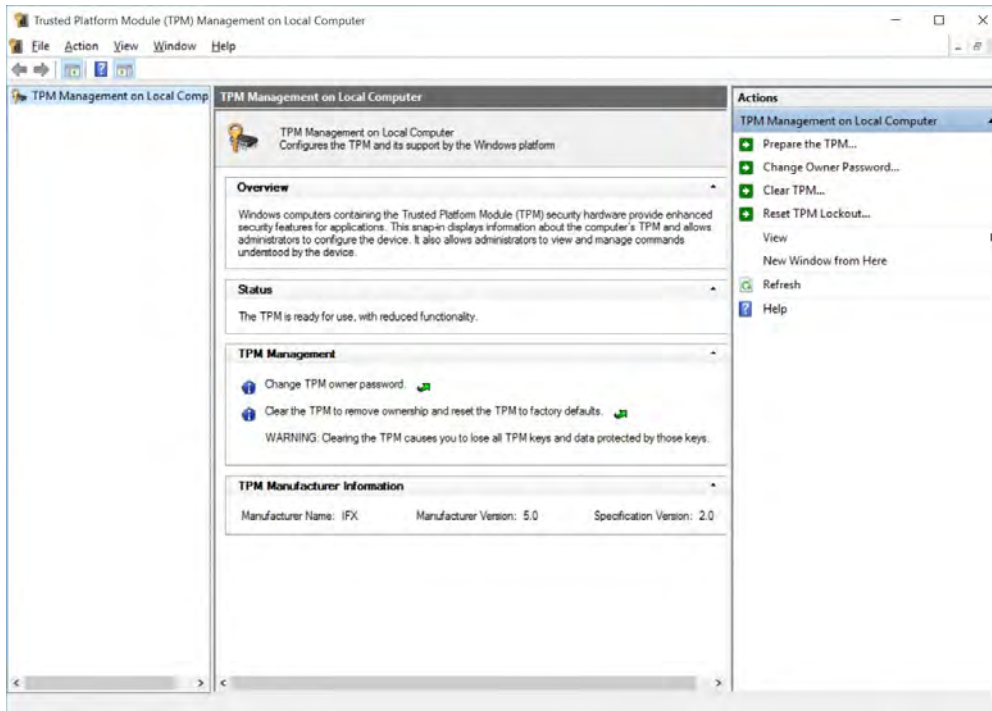 Trusted Platform Module (TPM) Management on Local Computer
File Action View Window Help
TPM Management on Local Comp
TPM Management on Local Computer
TPM Management on Local Computer
Configures the TPM and its support by the Windows platform
Overview
Windows computers containing the Trusted Platform Module (TPM) security hardware provide enhanced
security features for applications. This snap-in displays information about the computer's TPM and allows
administrators to configure the device. It also allows administrators to view and manage commands
understood by the device.
Status
The TPM is ready for use, with reduced functionality.
TPM Management
Change TPM owner password.
Clear the TPM to remove ownership and reset the TPM to factory defaults.
WARNING: Clearing the TPM causes you to lose all TPM keys and data protected by those keys.
TPM Manufacturer Information
Manufacturer Name: IFX Manufacturer Version: 5.0 Specification Version: 2.0
Actions
TPM Management on Local Computer
Prepare the TPM...
Change Owner Password...
Clear TPM...
Reset TPM Lockout...
View
New Window from Here
Refresh
Help